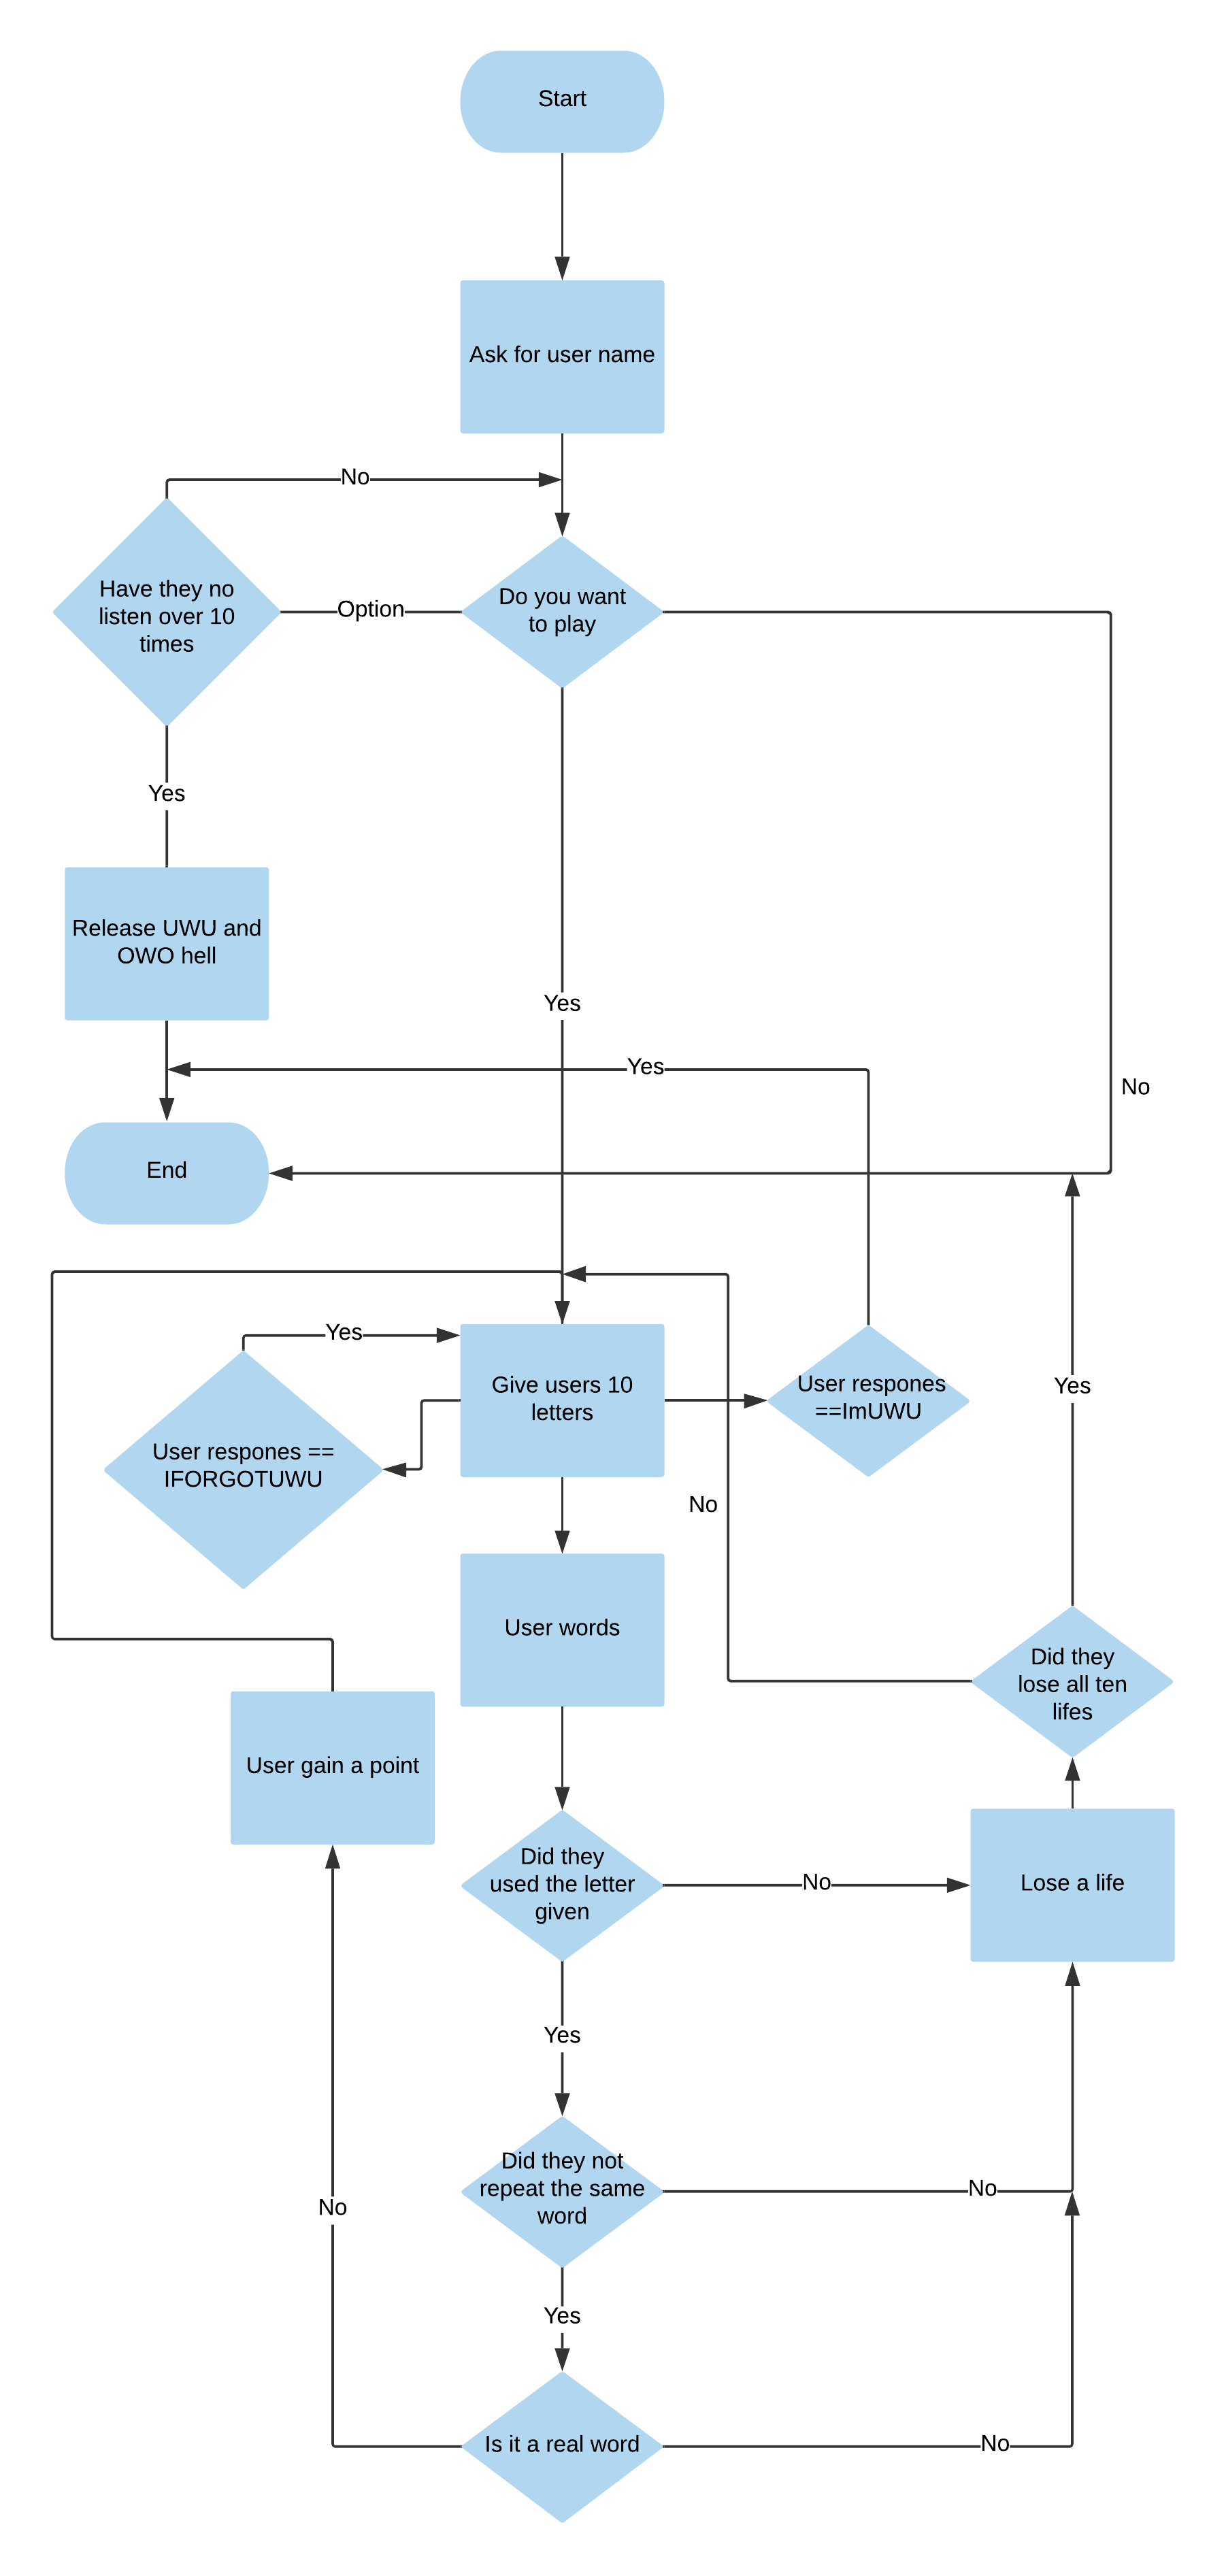 Start
Ask for user name
No
Have they no
listen over 10
times
Option
Do you want
to play
Yes
Release UWU and
OWO hell
Yes
Yes
No
End
Yes
Give users 10
letters
User respones
==ImUWU
Yes
User respones ==
IFORGOTUWU
No
User words
Did they
lose all ten
lifes
User gain a point
Did they
used the letter
given
No
Lose a life
Yes
Did they not
repeat the same
word
No
No
Yes
Is it a real word
No